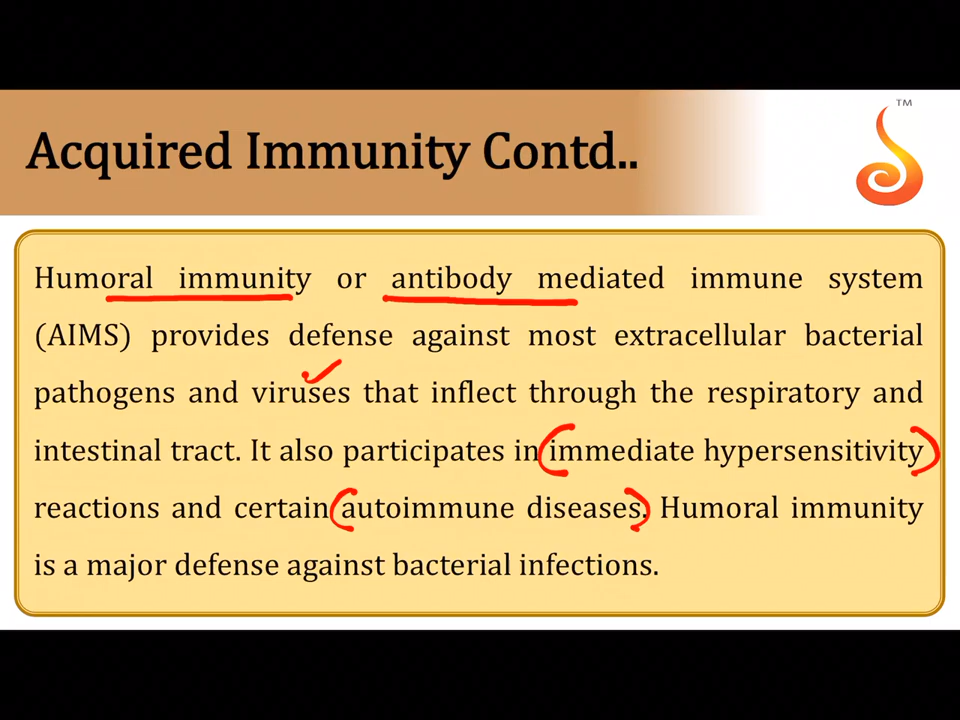 TM
Acquired Immunity Contd..
Humoral immunity or antibody mediated immune system
(AIMS) provides defense against most extracellular bacterial
pathogens and viruses that inflect through the respiratory and
intestinal tract. It also participates in immediate hypersensitivity
reactions and certain autoimmune diseases. Humoral immunity
is a major defense against bacterial infections.